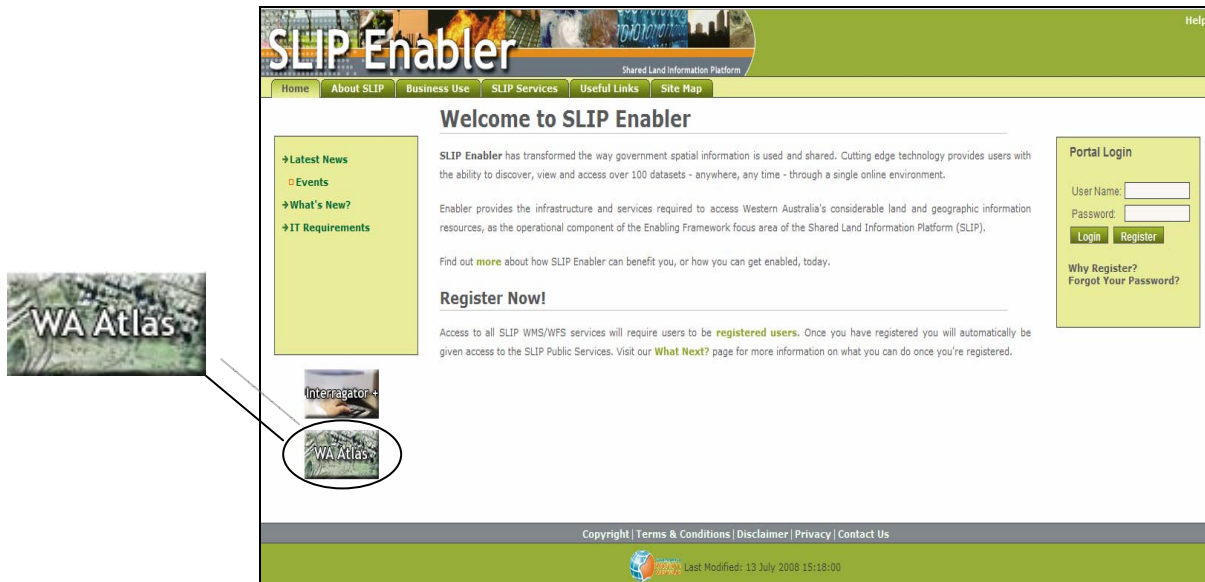 SLIP Enabler
Shared Land Information Platform
Help
Home
About SLIP
Business Use
SLIP Services
Useful Links
Site Map
Welcome to SLIP Enabler
→Latest News
Events
→What's New?
→IT Requirements
SLIP Enabler has transformed the way government spatial information is used and shared. Cutting edge technology provides users with
the ability to discover, view and access over 100 datasets - anywhere, any time - through a single online environment.
Enabler provides the infrastructure and services required to access Western Australia's considerable land and geographic information
resources, as the operational component of the Enabling Framework focus area of the Shared Land Information Platform (SLIP).
Find out more about how SLIP Enabler can benefit you, or how you can get enabled, today.
Register Now!
Access to all SLIP WMS/WFS services will require users to be registered users. Once you have registered you will automatically be
given access to the SLIP Public Services. Visit our What Next? page for more information on what you can do once you're registered.
Portal Login
User Name:
Password:
Login
Register
Why Register?
Forgot Your Password?
WA Atlas
Interragator +
WA Atlas
Copyright | Terms & Conditions | Disclaimer | Privacy | Contact Us
Last Modified: 13 July 2008 15:18:00